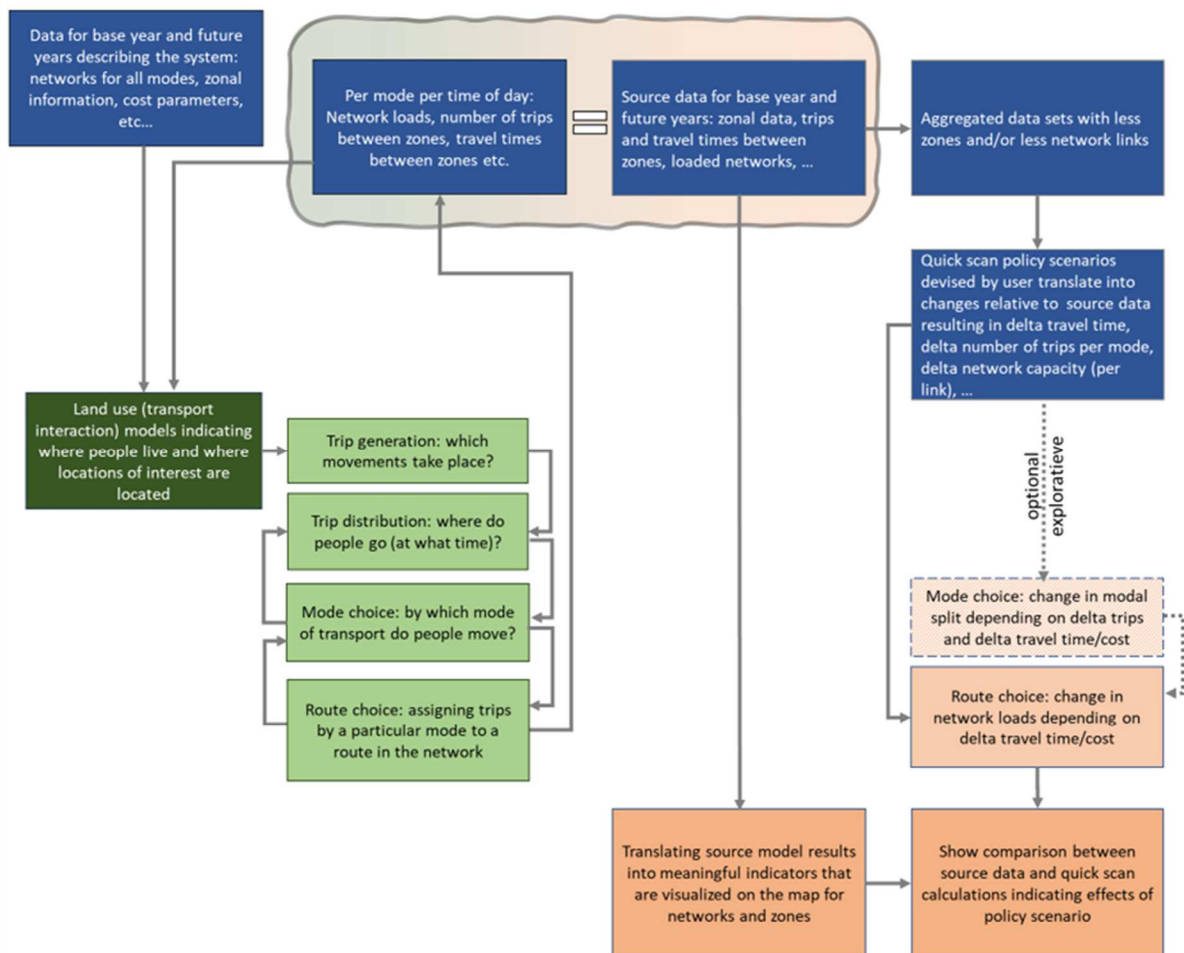 Data for base year and future
years describing the system:
networks for all modes, zonal
information, cost parameters,
etc...
Per mode per time of day:
Network loads, number of trips
between zones, travel times
between zones etc.
Source data for base year and
future years: zonal data, trips
and travel times between
zones, loaded networks, ...
Aggregated data sets with less
zones and/or less network links
Quick scan policy scenarios
devised by user translate into
changes relative to source data
resulting in delta travel time,
delta number of trips per mode,
delta network capacity (per
link), ...
Land use (transport
interaction) models indicating
where people live and where
locations of interest are
located
Trip generation: which
movements take place?
Trip distribution: where do
people go (at what time)?
Mode choice: by which mode
of transport do people move?
Route choice: assigning trips
by a particular mode to a
route in the network
optional
exploratieve
Mode choice: change in modal
split depending on delta trips
and delta travel time/cost
Route choice: change in
network loads depending on
delta travel time/cost
Translating source model results
into meaningful indicators that
are visualized on the map for
networks and zones
Show comparison between
source data and quick scan
calculations indicating effects of
policy scenario